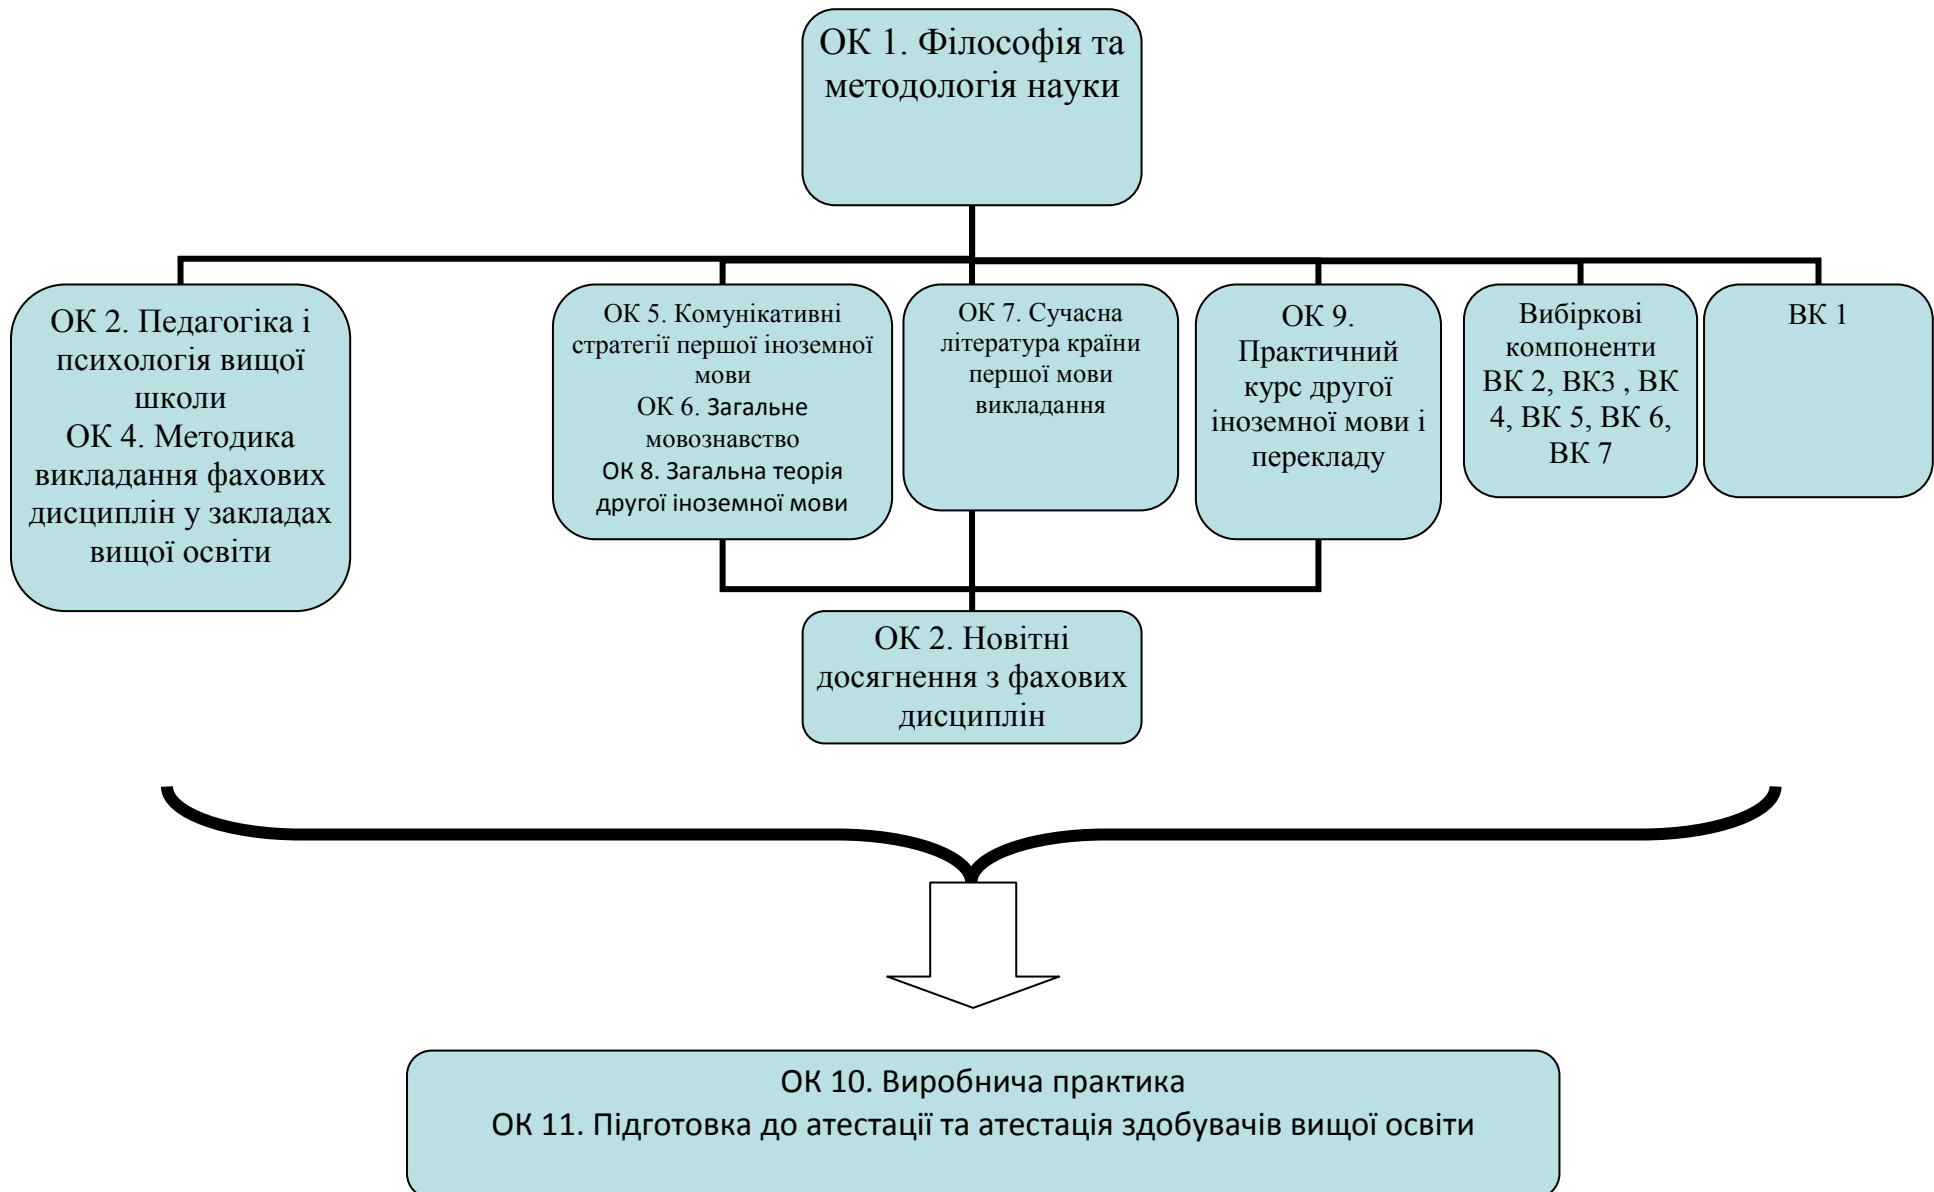 ОК 1. Філософія та
методологія науки
ОК 2. Педагогіка і
психологія вищої
школи
ОК 4. Методика
викладання фахових
дисциплін у закладах
вищої освіти
ОК 5. Комунікативні
стратегії першої іноземної
мови
ОК 6. Загальне
мовознавство
ОК 8. Загальна теорія
другої іноземної мови
ОК 7. Сучасна
література країни
першої мови
викладання
ОК 9.
Практичний
курс другої
іноземної мови і
перекладу
Вибіркові
компоненти
ВК 2, ВК3 , ВК
4, ВК 5, ВК 6,
ВК 7
ВК 1
ОК 2. Новітні
досягнення з фахових
дисциплін
ОК 10. Виробнича практика
ОК 11. Підготовка до атестації та атестація здобувачів вищої освіти